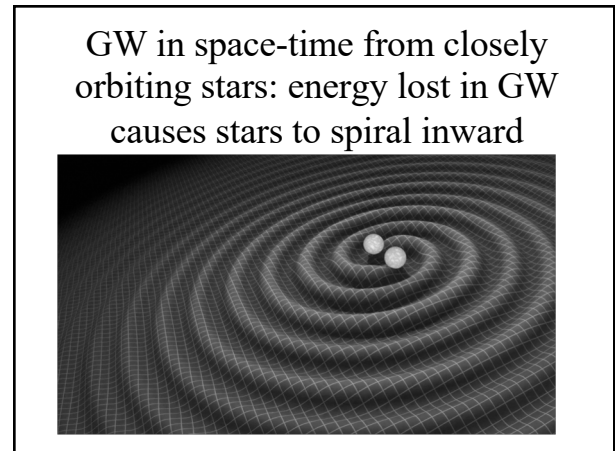 GW in space-time from closely
orbiting stars: energy lost in GW
causes stars to spiral inward